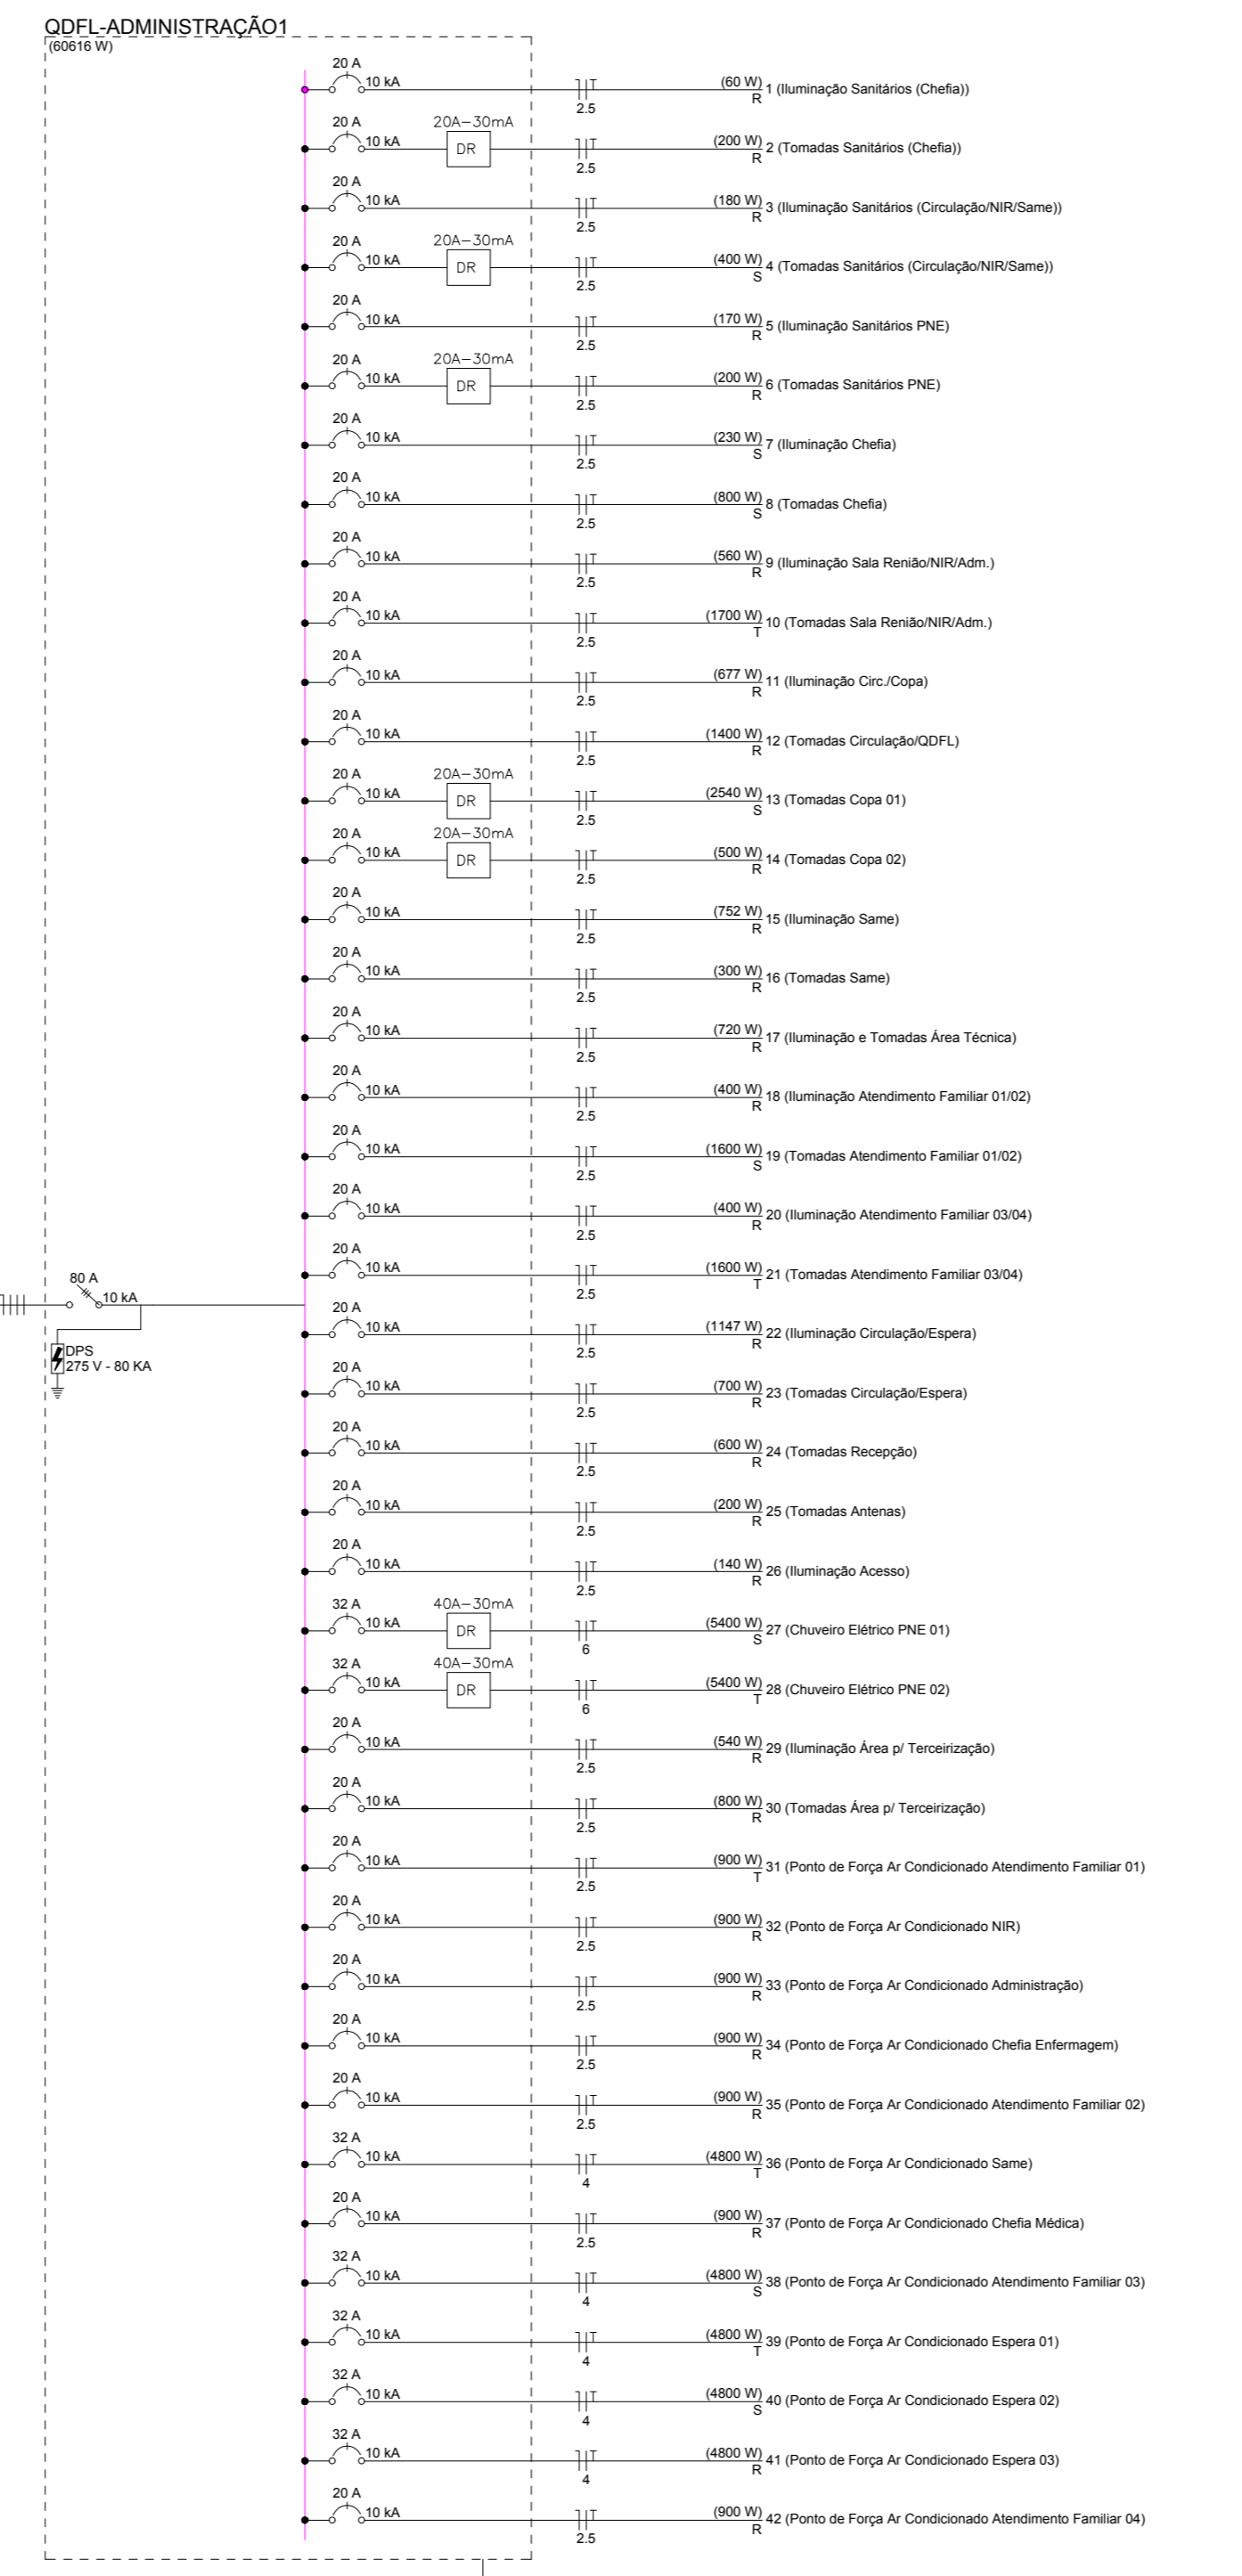 QDFL-ADMINISTRAÇÃO1
(60616 W)
20 A
10 kA
2.5
(60 W)
R
1 (Iluminação Sanitários (Chefia))
20 A
10 kA
20A-30mA
DR
2.5
(200 W)
R
2 (Tomadas Sanitários (Chefia))
20 A
10 kA
2.5
(180 W)
R
3 (Iluminação Sanitários (Circulação/NIR/Same))
20 A
10 kA
20A-30mA
DR
2.5
(400 W)
S
4 (Tomadas Sanitários (Circulação/NIR/Same))
20 A
10 kA
2.5
(170 W)
R
5 (Iluminação Sanitários PNE)
20 A
10 kA
20A-30mA
DR
2.5
(200 W)
R
6 (Tomadas Sanitários PNE)
20 A
10 kA
2.5
(230 W)
S
7 (Iluminação Chefia)
20 A
10 kA
2.5
(800 W)
S
8 (Tomadas Chefia)
20 A
10 kA
2.5
(560 W)
R
9 (Iluminação Sala Renião/NIR/Adm.)
20 A
10 kA
2.5
(1700 W)
T
10 (Tomadas Sala Renião/NIR/Adm.)
20 A
10 kA
2.5
(677 W)
R
11 (Iluminação Circ./Copa)
20 A
10 kA
2.5
(1400 W)
R
12 (Tomadas Circulação/QDFL)
20 A
10 kA
20A-30mA
DR
2.5
(2540 W)
S
13 (Tomadas Copa 01)
20 A
10 kA
20A-30mA
DR
2.5
(500 W)
R
14 (Tomadas Copa 02)
20 A
10 kA
2.5
(752 W)
R
15 (Iluminação Same)
20 A
10 kA
2.5
(300 W)
R
16 (Tomadas Same)
20 A
10 kA
2.5
(720 W)
R
17 (Iluminação e Tomadas Área Técnica)
20 A
10 kA
2.5
(400 W)
R
18 (Iluminação Atendimento Familiar 01/02)
20 A
10 kA
2.5
(1600 W)
S
19 (Tomadas Atendimento Familiar 01/02)
20 A
10 kA
2.5
(400 W)
R
20 (Iluminação Atendimento Familiar 03/04)
20 A
10 kA
2.5
(1600 W)
T
21 (Tomadas Atendimento Familiar 03/04)
80 A
10 kA
DPS
275 V - 80 KA
20 A
10 kA
2.5
(1147 W)
R
22 (Iluminação Circulação/Espera)
20 A
10 kA
2.5
(700 W)
R
23 (Tomadas Circulação/Espera)
20 A
10 kA
2.5
(600 W)
R
24 (Tomadas Recepção)
20 A
10 kA
2.5
(200 W)
R
25 (Tomadas Antenas)
20 A
10 kA
2.5
(140 W)
R
26 (Iluminação Acesso)
32 A
10 kA
40A-30mA
DR
6
(5400 W)
S
27 (Chuveiro Elétrico PNE 01)
32 A
10 kA
40A-30mA
DR
6
(5400 W)
T
28 (Chuveiro Elétrico PNE 02)
20 A
10 kA
2.5
(540 W)
R
29 (Iluminação Área p/ Terceirização)
20 A
10 kA
2.5
(800 W)
R
30 (Tomadas Área p/ Terceirização)
20 A
10 kA
2.5
(900 W)
T
31 (Ponto de Força Ar Condicionado Atendimento Familiar 01)
20 A
10 kA
2.5
(900 W)
R
32 (Ponto de Força Ar Condicionado NIR)
20 A
10 kA
2.5
(900 W)
R
33 (Ponto de Força Ar Condicionado Administração)
20 A
10 kA
2.5
(900 W)
R
34 (Ponto de Força Ar Condicionado Chefia Enfermagem)
20 A
10 kA
2.5
(900 W)
R
35 (Ponto de Força Ar Condicionado Atendimento Familiar 02)
32 A
10 kA
4
(4800 W)
T
36 (Ponto de Força Ar Condicionado Same)
20 A
10 kA
2.5
(900 W)
R
37 (Ponto de Força Ar Condicionado Chefia Médica)
32 A
10 kA
4
(4800 W)
S
38 (Ponto de Força Ar Condicionado Atendimento Familiar 03)
32 A
10 kA
4
(4800 W)
T
39 (Ponto de Força Ar Condicionado Espera 01)
32 A
10 kA
4
(4800 W)
S
40 (Ponto de Força Ar Condicionado Espera 02)
32 A
10 kA
4
(4800 W)
R
41 (Ponto de Força Ar Condicionado Espera 03)
20 A
10 kA
2.5
(900 W)
R
42 (Ponto de Força Ar Condicionado Atendimento Familiar 04)